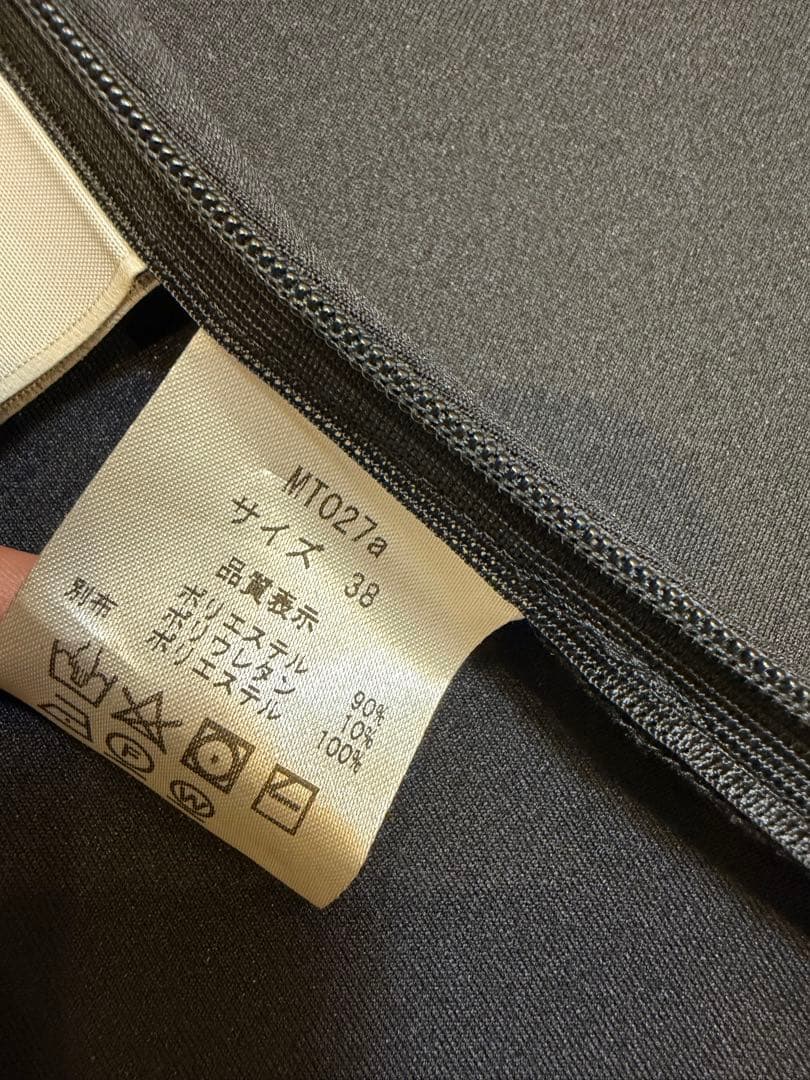 MT027a
サイズ 38
品質表示
ポリエステル 90%
ポリウレタン 10%
別布 ポリエステル 100%
F
W